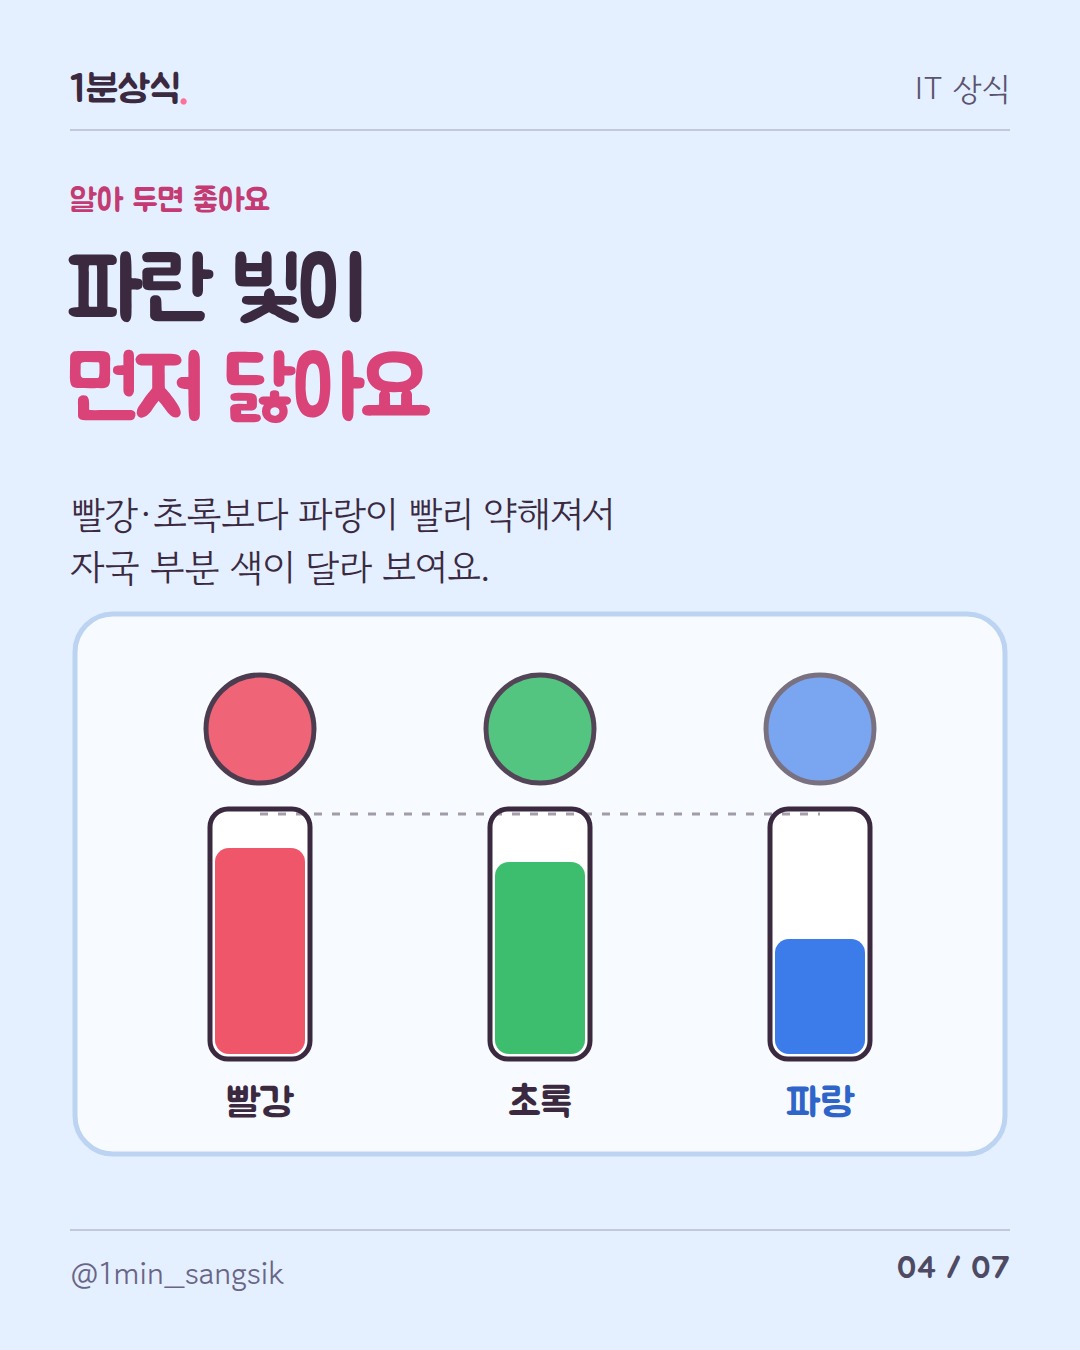 1분상식.
IT 상식
알아 두면 좋아요
파란 빛이
먼저 닳아요
빨강·초록보다 파랑이 빨리 약해져서
자국 부분 색이 달라 보여요.
빨강
초록
파랑
@1min_sangsik
04 / 07